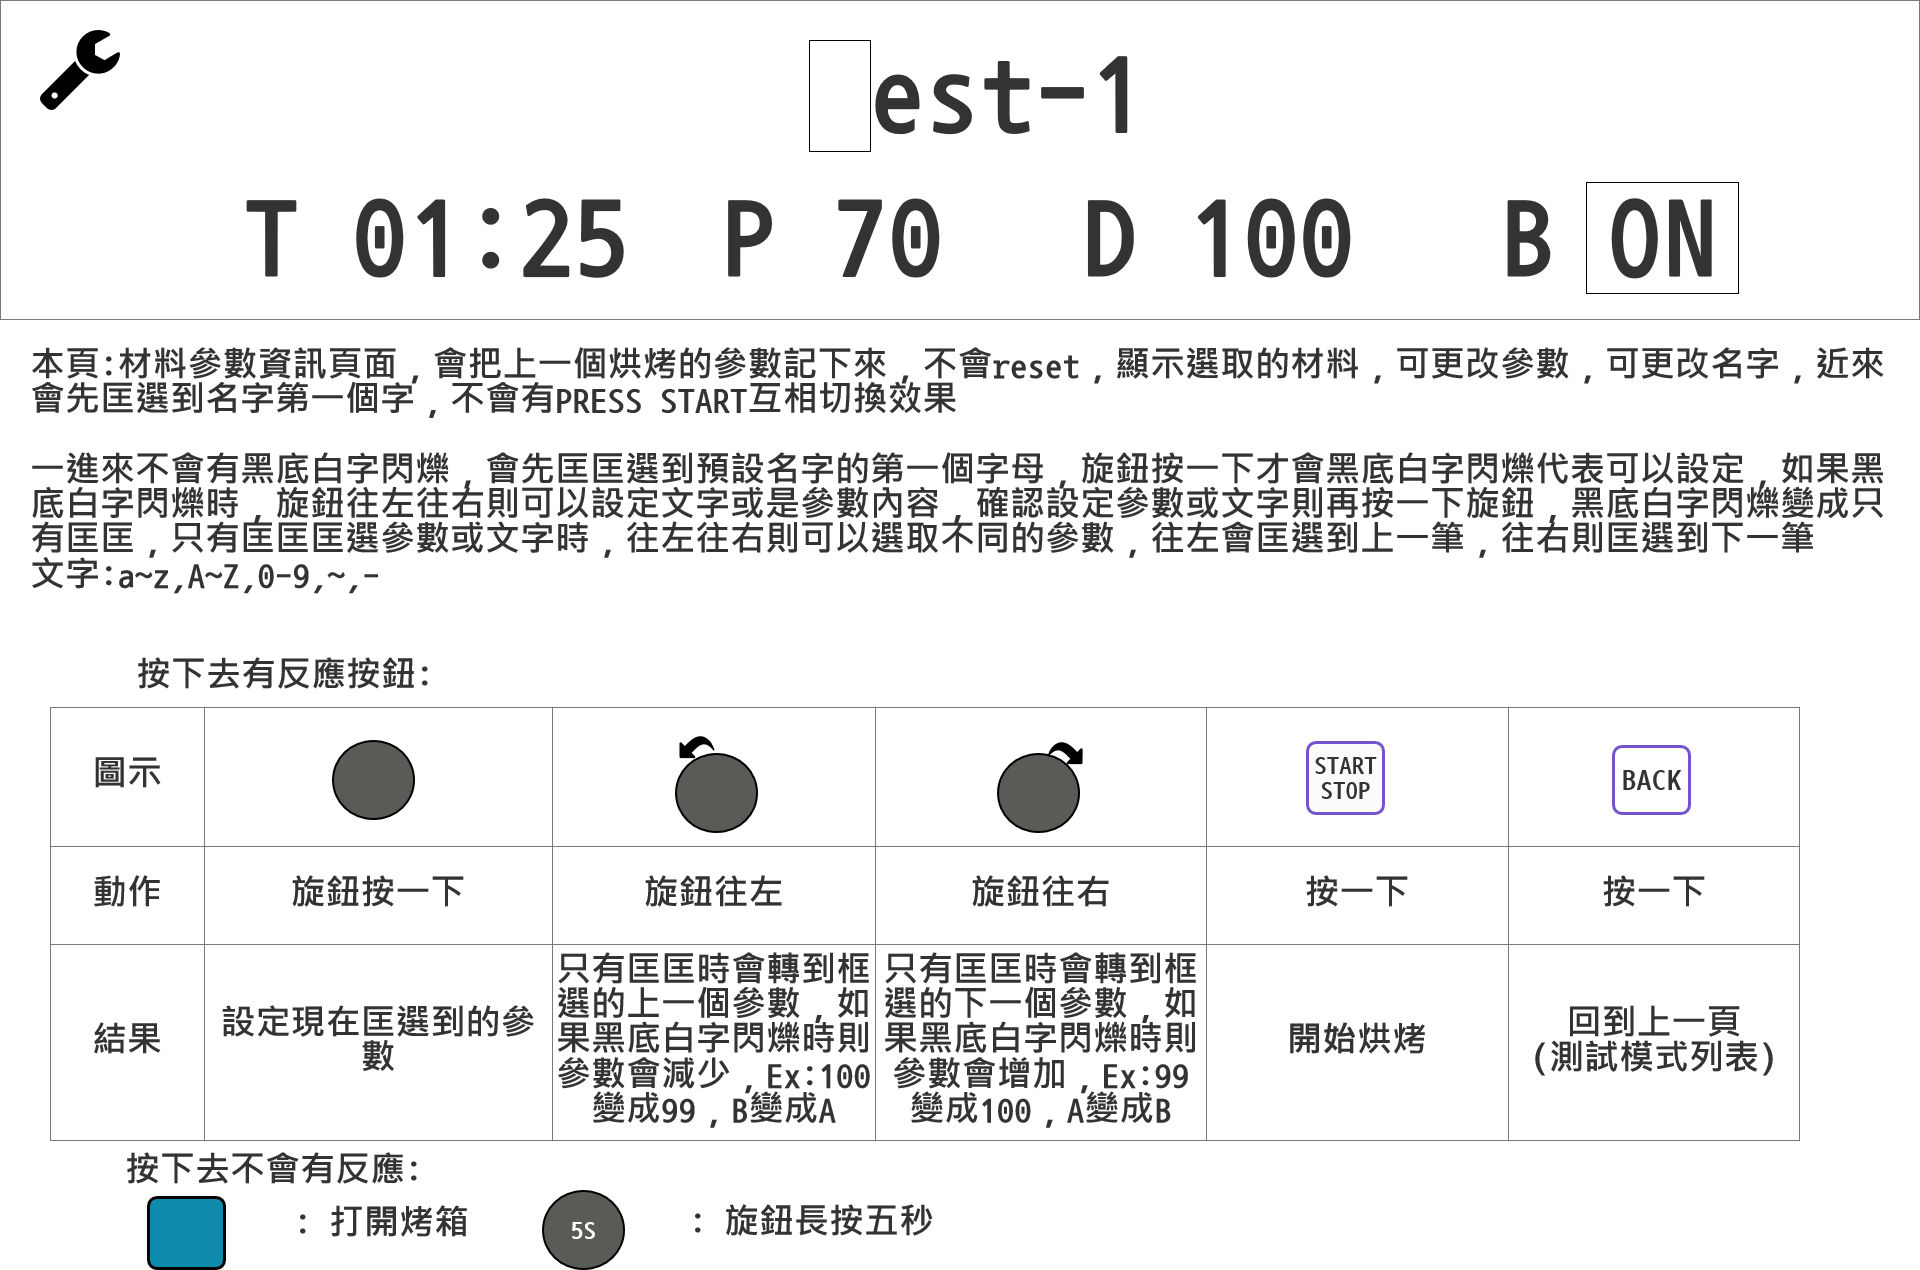 est-1
T 01:25 P 70 D 100 B ON
本頁:材料參數資訊頁面,會把上一個烘烤的參數記下來,不會reset,顯示選取的材料,可更改參數,可更改名字,近來
會先匡選到名字第一個字,不會有PRESS START互相切換效果
一進來不會有黑底白字閃爍,會先匡匡選到預設名字的第一個字母,旋鈕按一下才會黑底白字閃爍代表可以設定,如果黑
底白字閃爍時,旋鈕往左往右則可以設定文字或是參數內容,確認設定參數或文字則再按一下旋鈕,黑底白字閃爍變成只
有匡匡,只有匡匡匡選參數或文字時,往左往右則可以選取不同的參數,往左會匡選到上一筆,往右則匡選到下一筆
文字:a~z,A~Z,0-9,~,-
按下去有反應按鈕:
圖示
START
STOP
BACK
動作
旋鈕按一下
旋鈕往左
旋鈕往右
按一下
按一下
結果
設定現在匡選到的參
數
只有匡匡時會轉到框
選的上一個參數,如
果黑底白字閃爍時則
參數會減少,Ex:100
變成99,B變成A
只有匡匡時會轉到框
選的下一個參數,如
果黑底白字閃爍時則
參數會增加,Ex:99
變成100,A變成B
開始烘烤
回到上一頁
(測試模式列表)
按下去不會有反應:
: 打開烤箱
5S
: 旋鈕長按五秒